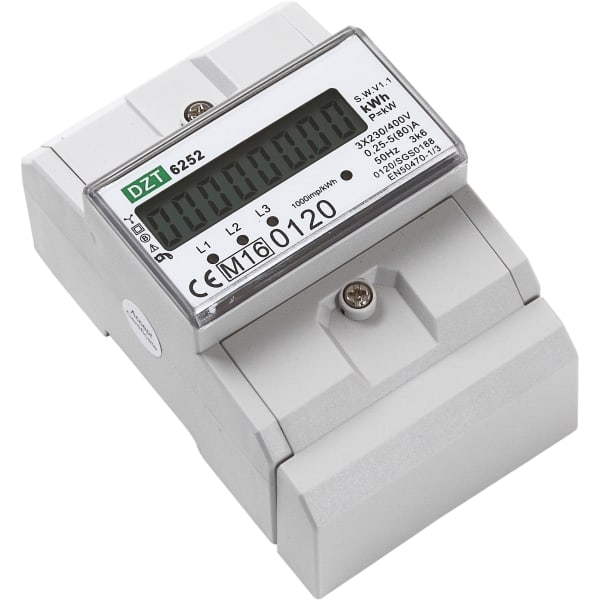 DZT 6252
S.W.V1.1
kWh
P=kW
3X230/400V
0.25-5(80)A
50Hz 3k6
0120/SGS0188
EN50470-1/3
L1 L2 L3 1000imp/kWh
CE M16 0120